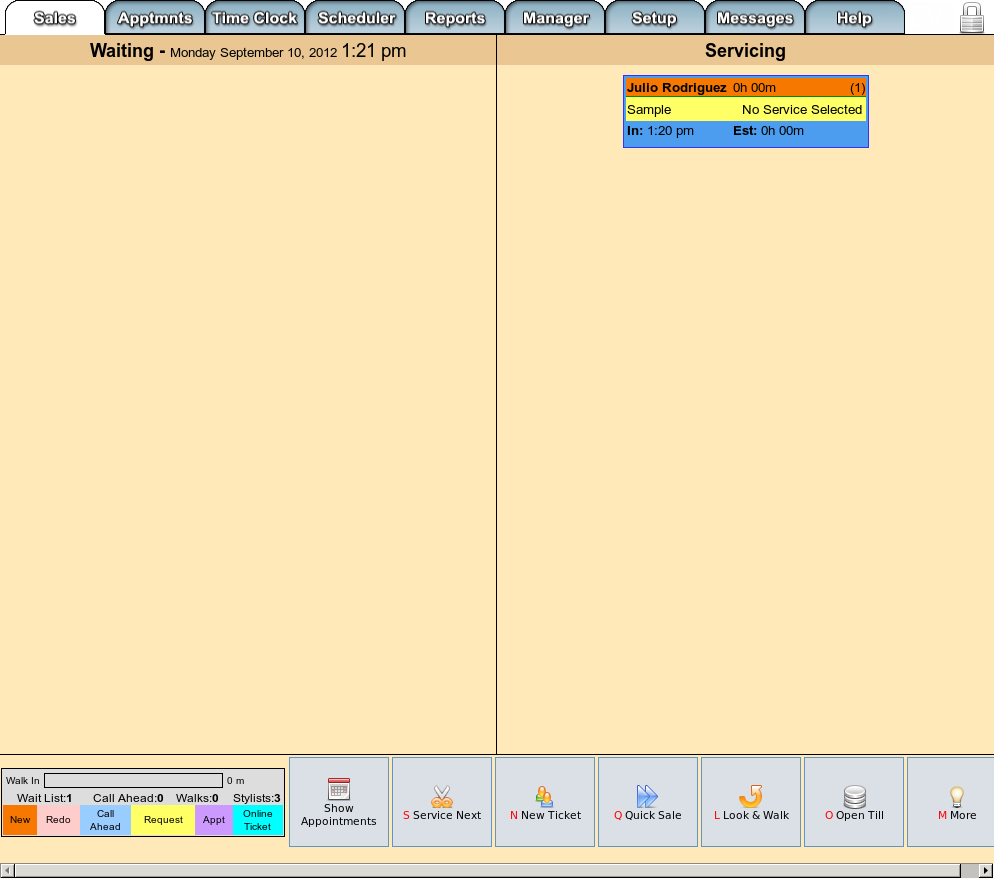 Sales Apptmnts Time Clock Scheduler Reports Manager Setup Messages Help
Waiting - Monday September 10, 2012 1:21 pm
Servicing
Julio Rodriguez 0h 00m (1)
Sample No Service Selected
In: 1:20 pm Est: 0h 00m
Walk In 0 m
Wait List:1 Call Ahead:0 Walks:0 Stylists:3
New Redo Call Ahead Request Appt Online Ticket
Show
Appointments
S Service Next
N New Ticket
Q Quick Sale
L Look & Walk
O Open Till
M More